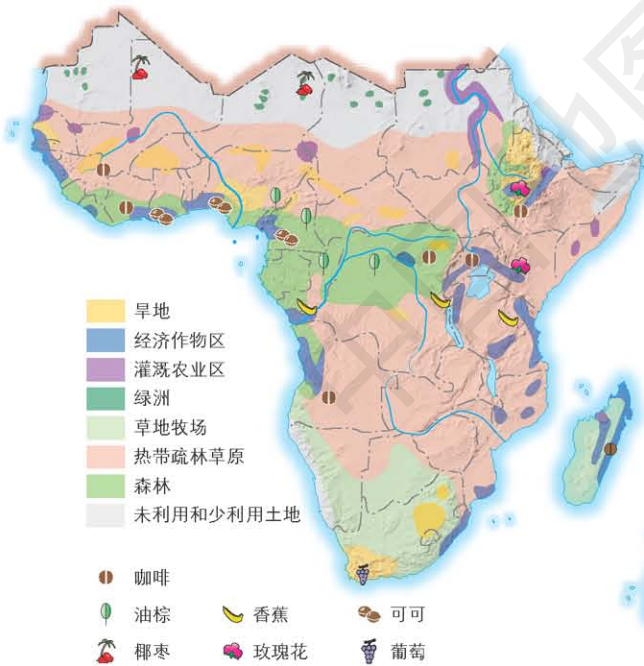 旱地
经济作物区
灌溉农业区
绿洲
草地牧场
热带疏林草原
森林
未利用和少利用土地
咖啡
油棕 香蕉 可可
椰枣 玫瑰花 葡萄